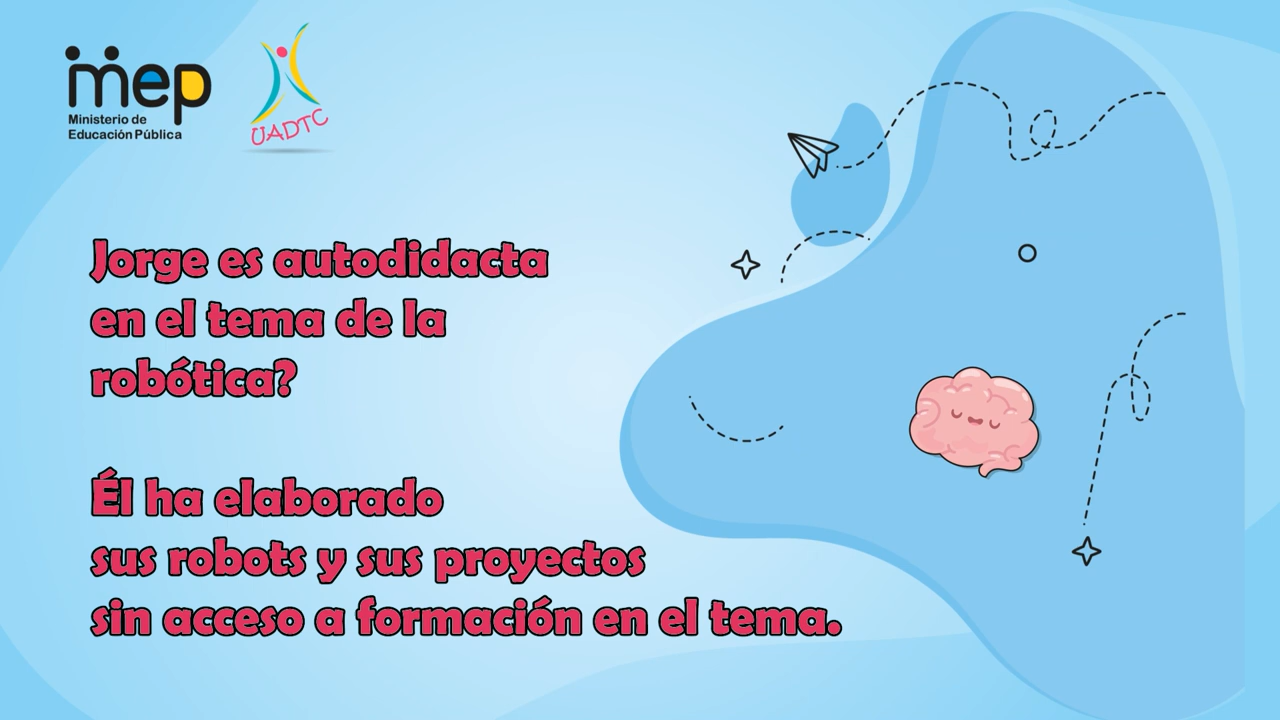 mep
Ministerio de
Educación Pública
UADTC
Jorge es autodidacta
en el tema de la
robótica?
Él ha elaborado
sus robots y sus proyectos
sin acceso a formación en el tema.